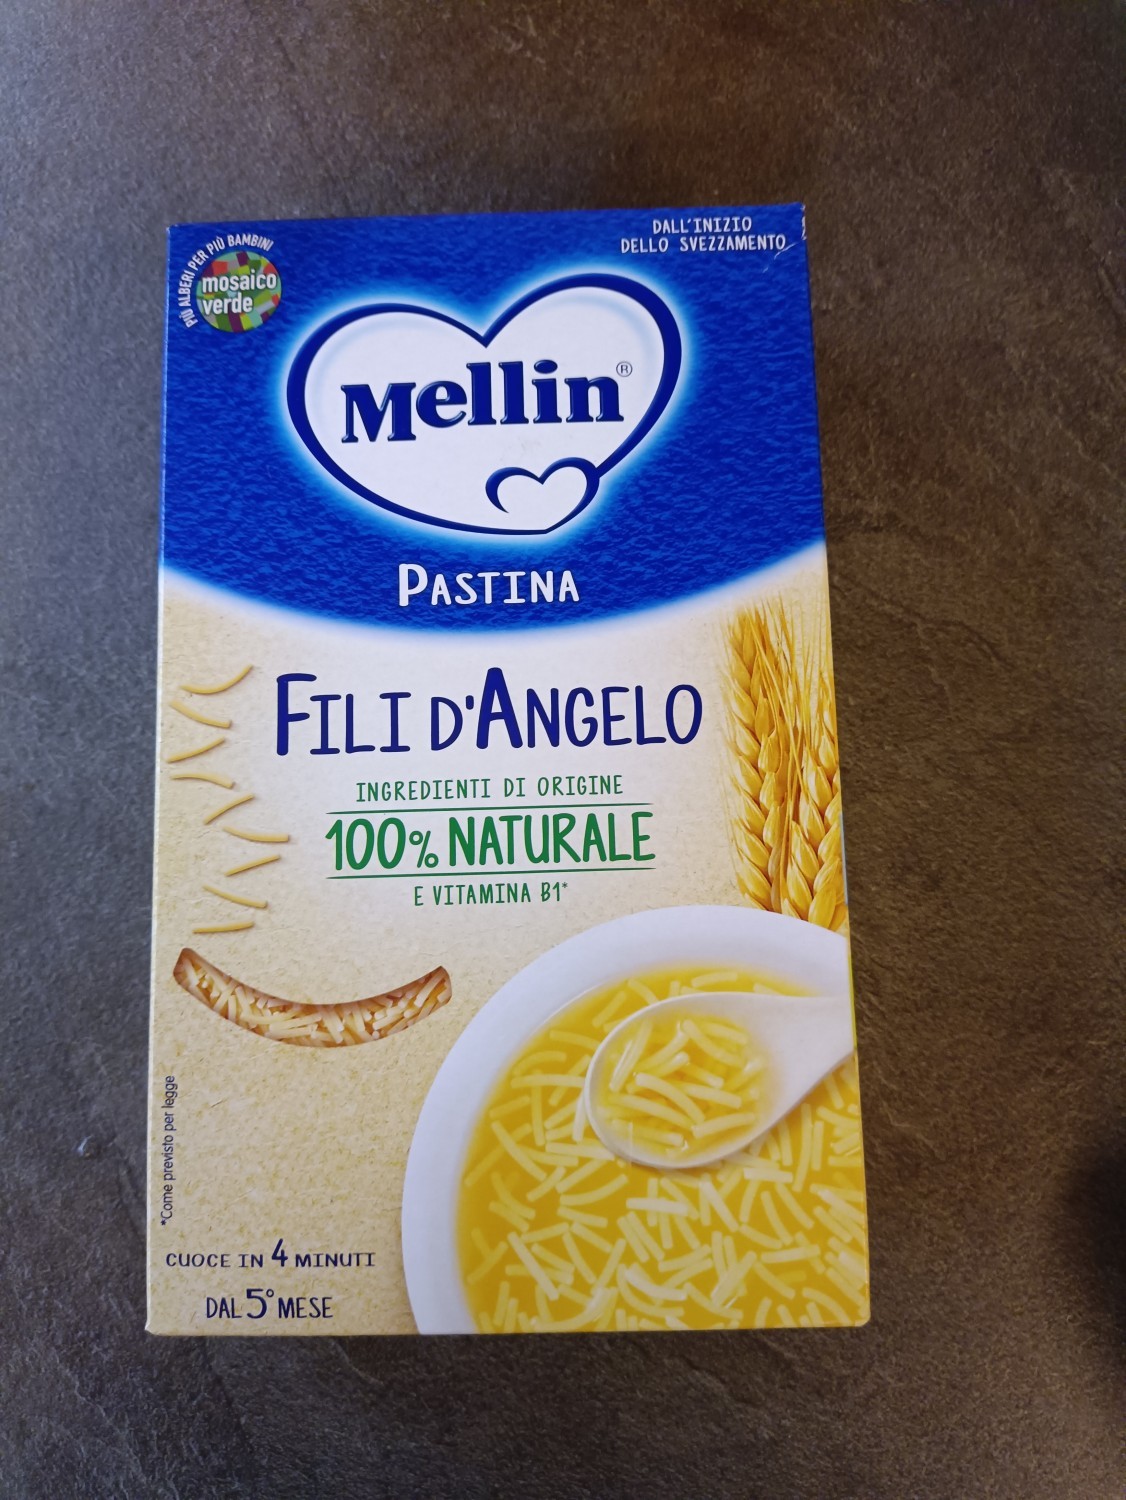 PIÙ ALBERI PER PIÙ BAMBINI
mosaico
verde
DALL'INIZIO
DELLO SVEZZAMENTO
Mellin®
PASTINA
FILI D'ANGELO
INGREDIENTI DI ORIGINE
100% NATURALE
E VITAMINA B1*
*Come previsto per legge
CUOCE IN 4 MINUTI
DAL 5° MESE